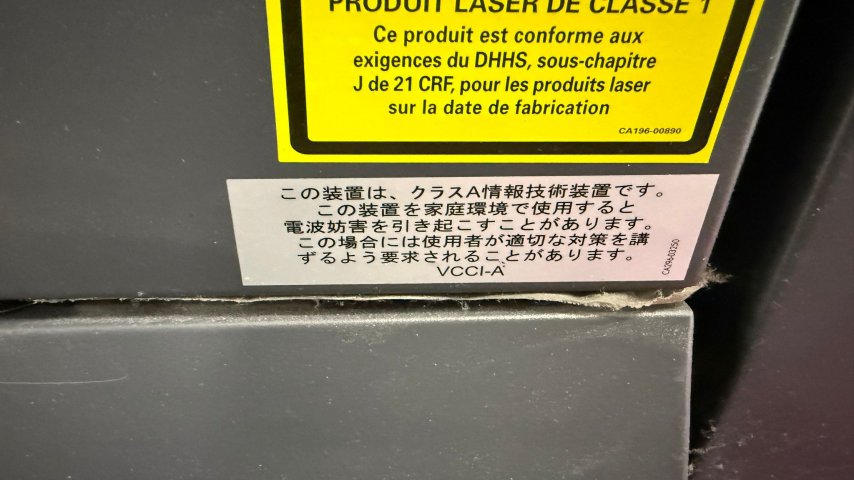 PRODUIT LASER DE CLASSE 1
Ce produit est conforme aux
exigences du DHHS, sous-chapitre
J de 21 CRF, pour les produits laser
sur la date de fabrication
CA196-00890
この装置は、クラスA情報技術装置です。
この装置を家庭環境で使用すると
電波妨害を引き起こすことがあります。
この場合には使用者が適切な対策を講
ずるよう要求されることがあります。
VCCI-A
CA296-03250